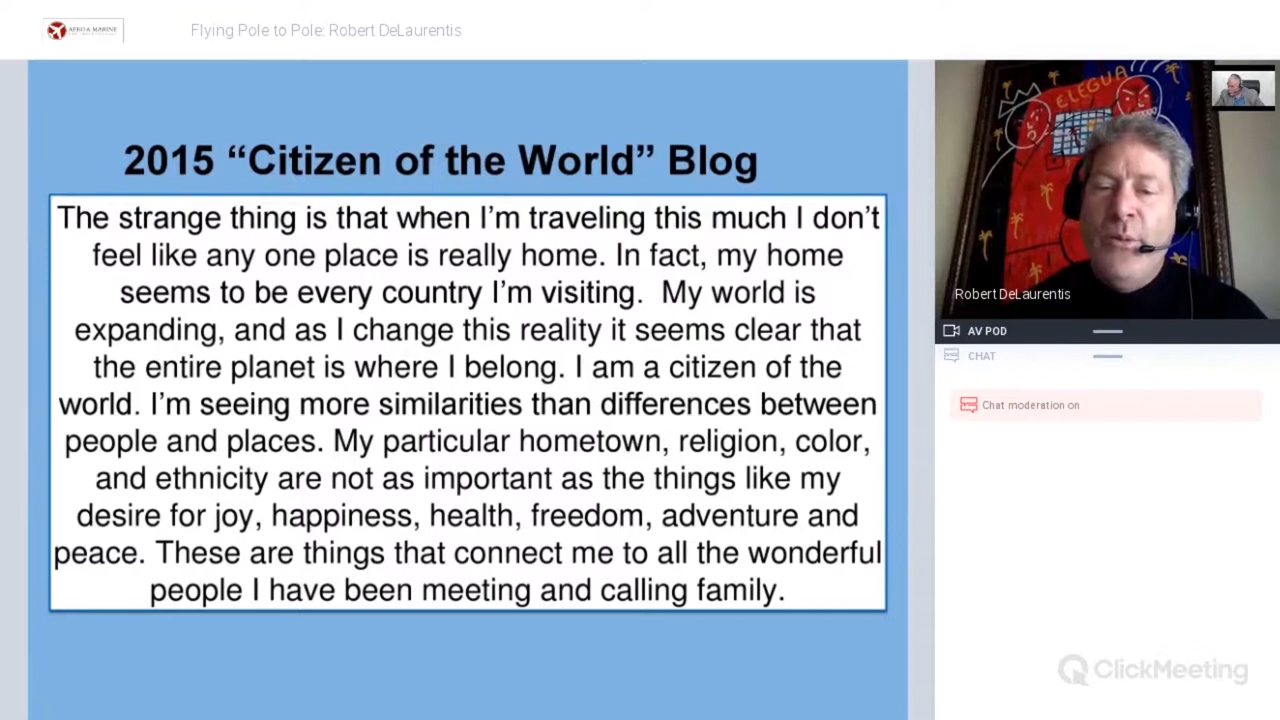 Flying Pole to Pole: Robert DeLaurentis
2015 “Citizen of the World” Blog
The strange thing is that when I’m traveling this much I don’t
feel like any one place is really home. In fact, my home
seems to be every country I’m visiting.  My world is
expanding, and as I change this reality it seems clear that
the entire planet is where I belong. I am a citizen of the
world. I’m seeing more similarities than differences between
people and places. My particular hometown, religion, color,
and ethnicity are not as important as the things like my
desire for joy, happiness, health, freedom, adventure and
peace. These are things that connect me to all the wonderful
people I have been meeting and calling family.
ELEGUA
Robert DeLaurentis
AV POD
CHAT
Chat moderation on
ClickMeeting